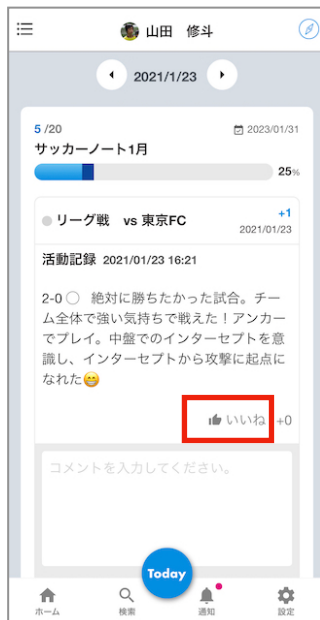 山田 修斗
2021/1/23
5 /20
2023/01/31
サッカーノート1月
25%
リーグ戦 vs 東京FC
+1
2021/01/23
活動記録 2021/01/23 16:21
2-0〇 絶対に勝ちたかった試合。チー
ム全体で強い気持ちで戦えた！アンカー
でプレイ。中盤でのインターセプトを意
識し、インターセプトから攻撃に起点に
なれた😁
いいね +0
コメントを入力してください。
Today
ホーム
検索
通知
設定